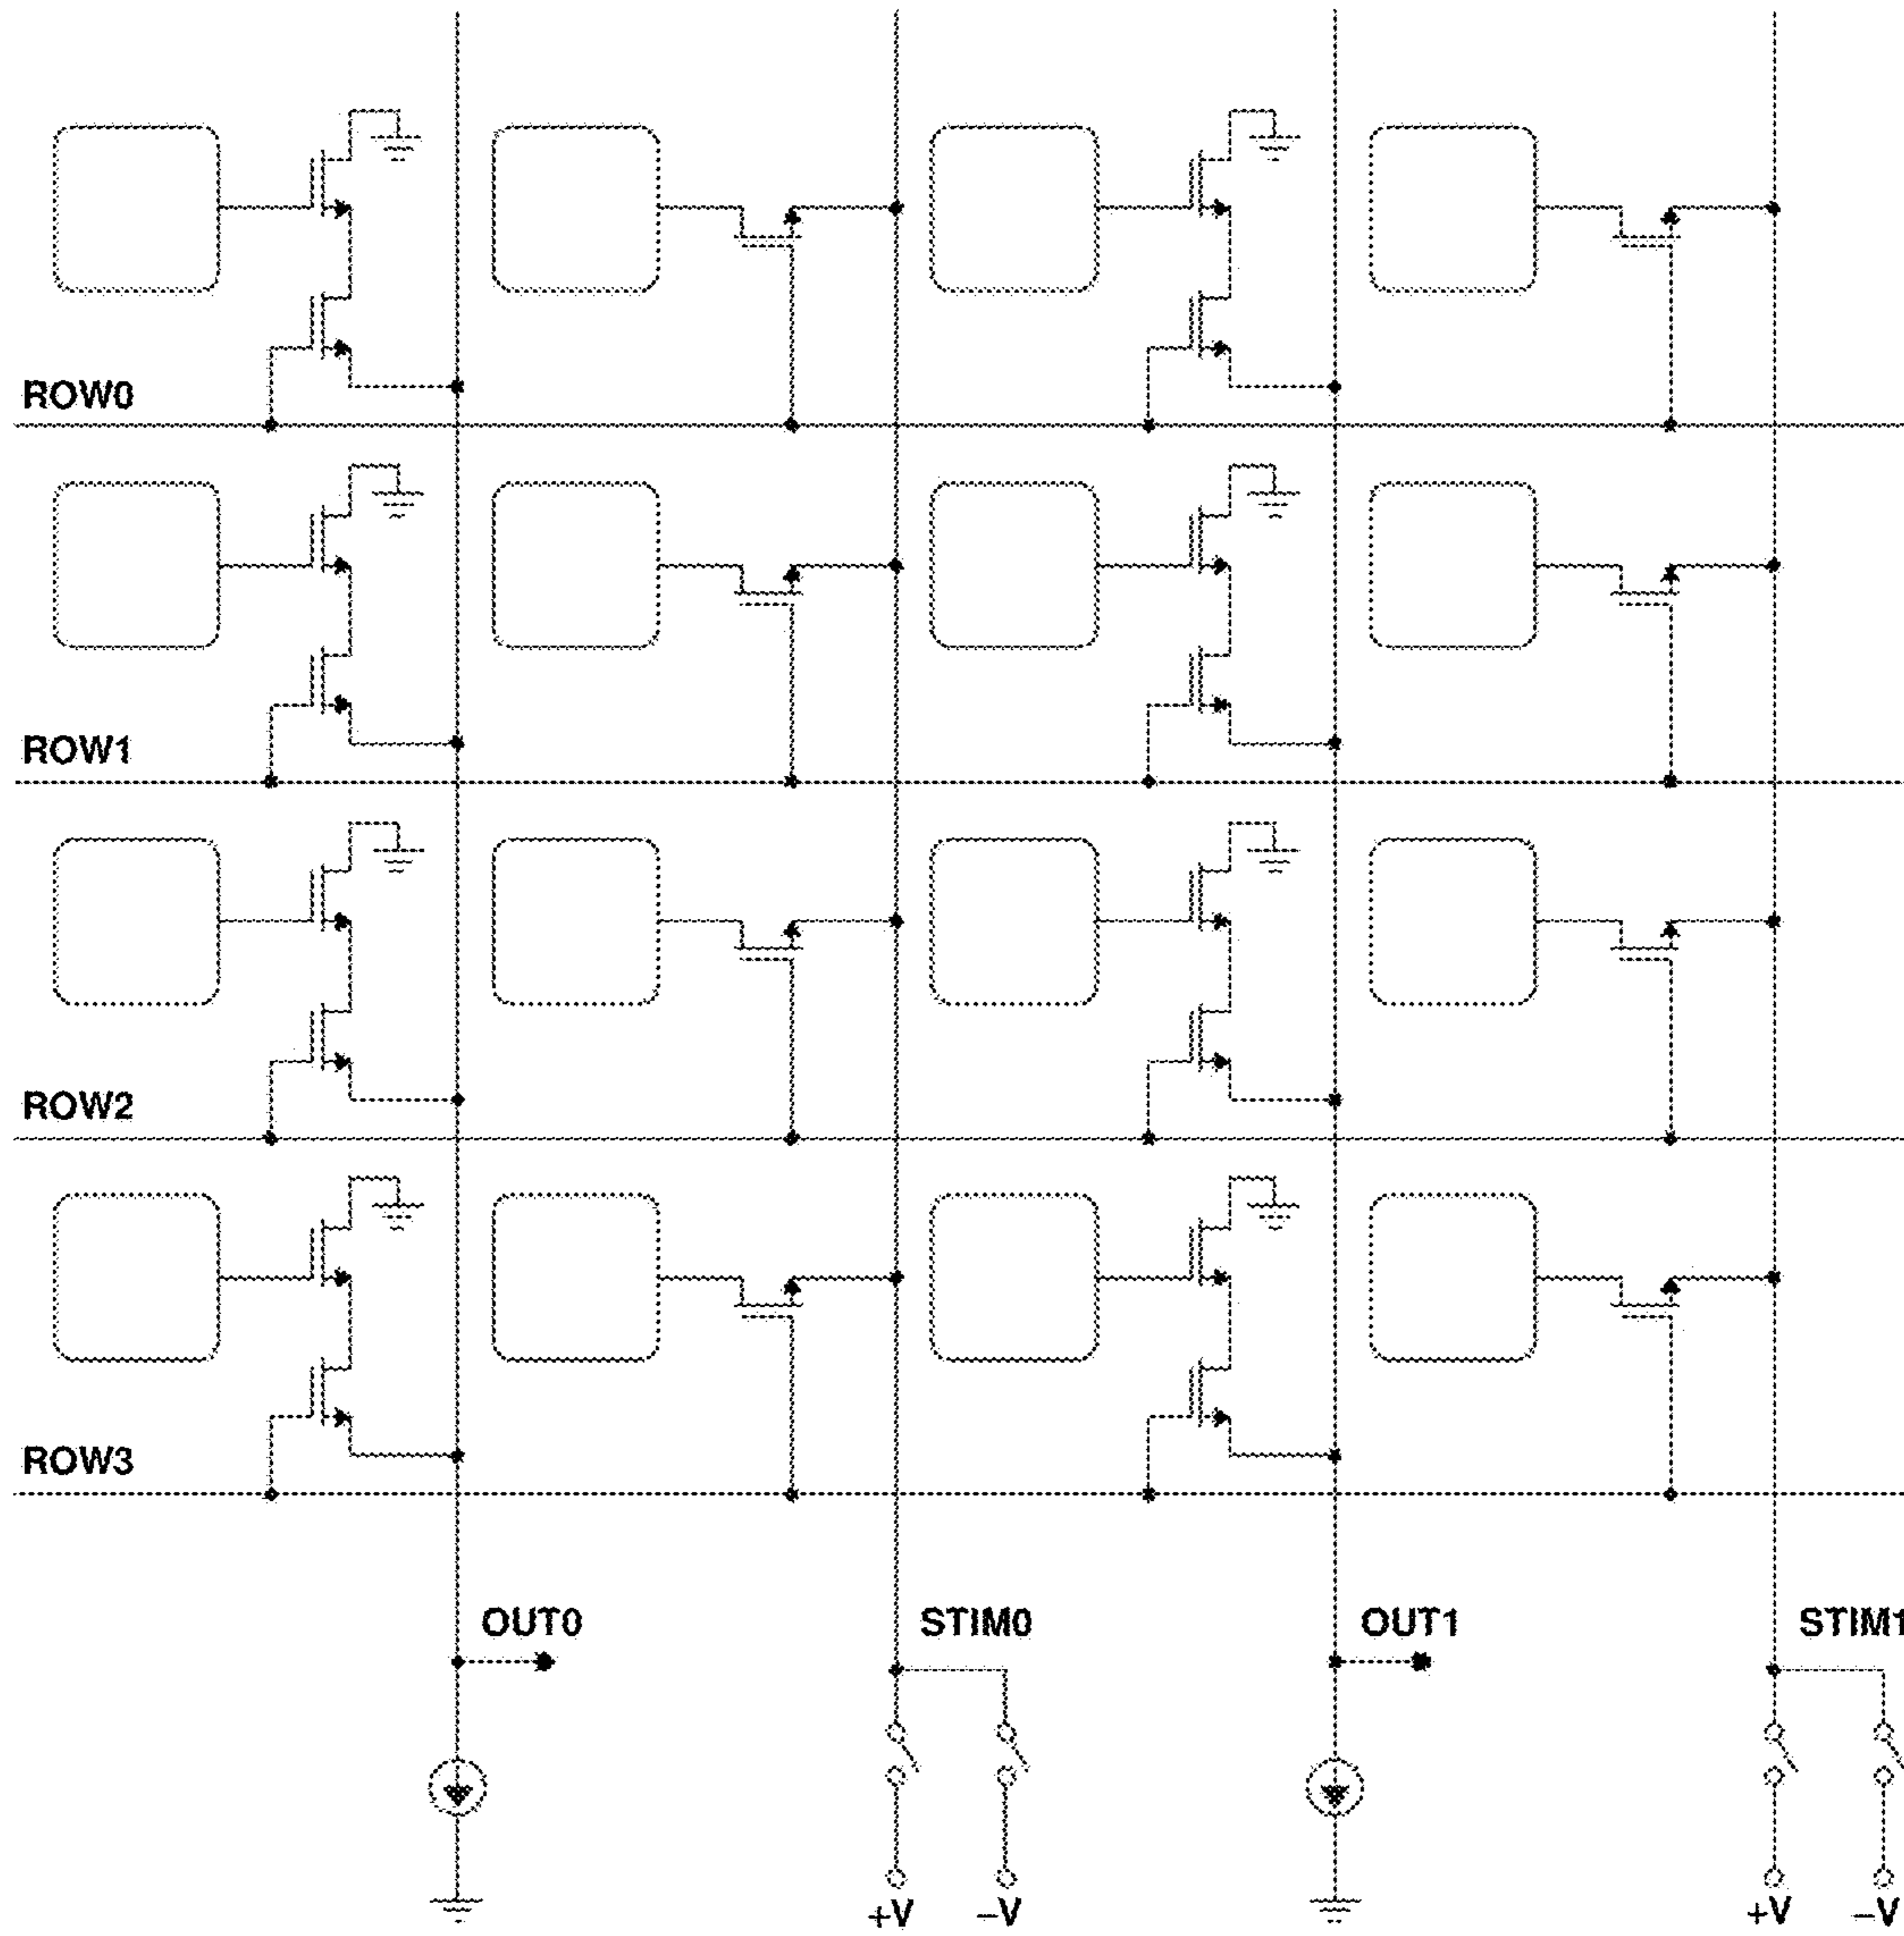 ROW0
ROW1
ROW2
ROW3
OUT0 STIM0 OUT1 STIM1
+V –V +V –V